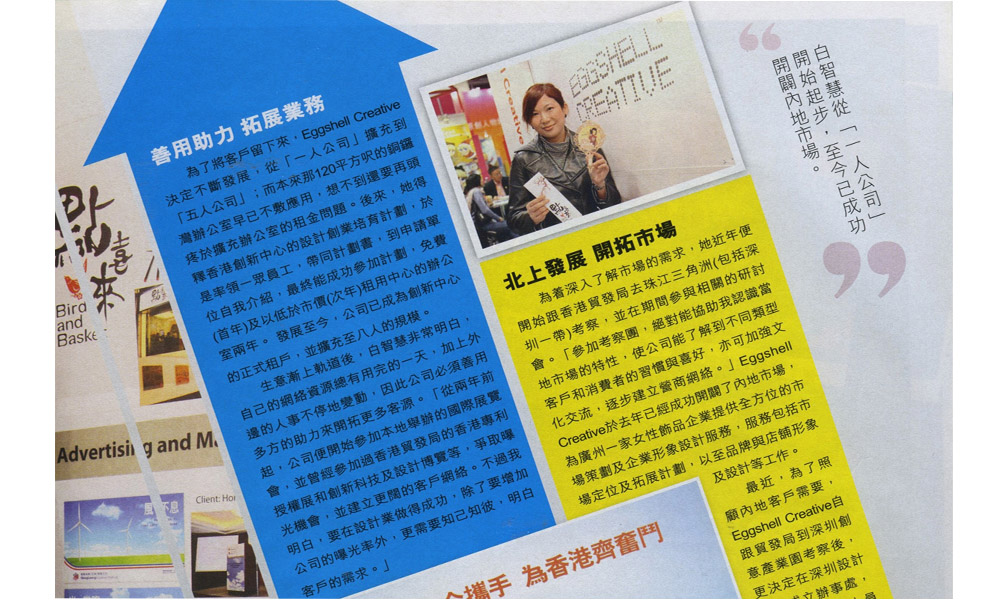 善用助力 拓展業務
為了將客戶留下來，Eggshell Creative
決定不斷發展，從「一人公司」擴充到
「五人公司」；而本來那120平方呎的銅鑼
灣辦公室早已不敷應用，想不到還要再頭
疼於擴充辦公室的租金問題。後來，她得
釋香港創新中心的設計創業培育計劃，於
是率領一眾員工，帶同計劃書，到申請單
位自我介紹，最終能成功參加計劃，免費
(首年)及以低於市價(次年)租用中心的辦公
室兩年。 發展至今，公司已成為創新中心
的正式租戶，並擴充至八人的規模。
生意漸上軌道後，白智慧非常明白，
自己的網絡資源總有用完的一天，加上外
邊的人事不停地變動，因此公司必須善用
多方的助力來開拓更多客源。「從兩年前
起，公司便開始參加本地舉辦的國際展覽
會，並曾經參加過香港貿發局的香港專利
授權展和創新科技及設計博覽等，爭取曝
光機會，並建立更闊的客戶網絡。不過我
明白，要在設計業做得成功，除了要增加
公司的曝光率外，更需要知己知彼，明白
客戶的需求。」
EGGSHELL
CREATIVE
北上發展 開拓市場
為着深入了解市場的需求，她近年便
開始跟香港貿發局去珠江三角洲(包括深
圳一帶)考察，並在期間參與相關的研討
會。「參加考察團，絕對能協助我認識當
地市場的特性，使公司能了解到不同類型
客戶和消費者的習慣與喜好，亦可加強文
化交流，逐步建立營商網絡。」Eggshell
Creative於去年已經成功開闢了內地市場，
為廣州一家女性飾品企業提供全方位的市
場策劃及企業形象設計服務，服務包括市
場定位及拓展計劃，以至品牌與店舖形象
及設計等工作。
最近，為了照
顧內地客戶需要，
Eggshell Creative自
跟貿發局到深圳創
意產業園考察後，
更決定在深圳設計
立辦事處，
員
“
白智慧從「一人公司」
開始起步，至今已成功
開闢內地市場。
”
點
喜
來
Bird
and
Basket
Advertising and M
Client: Ho
攜手 為香港齊奮鬥